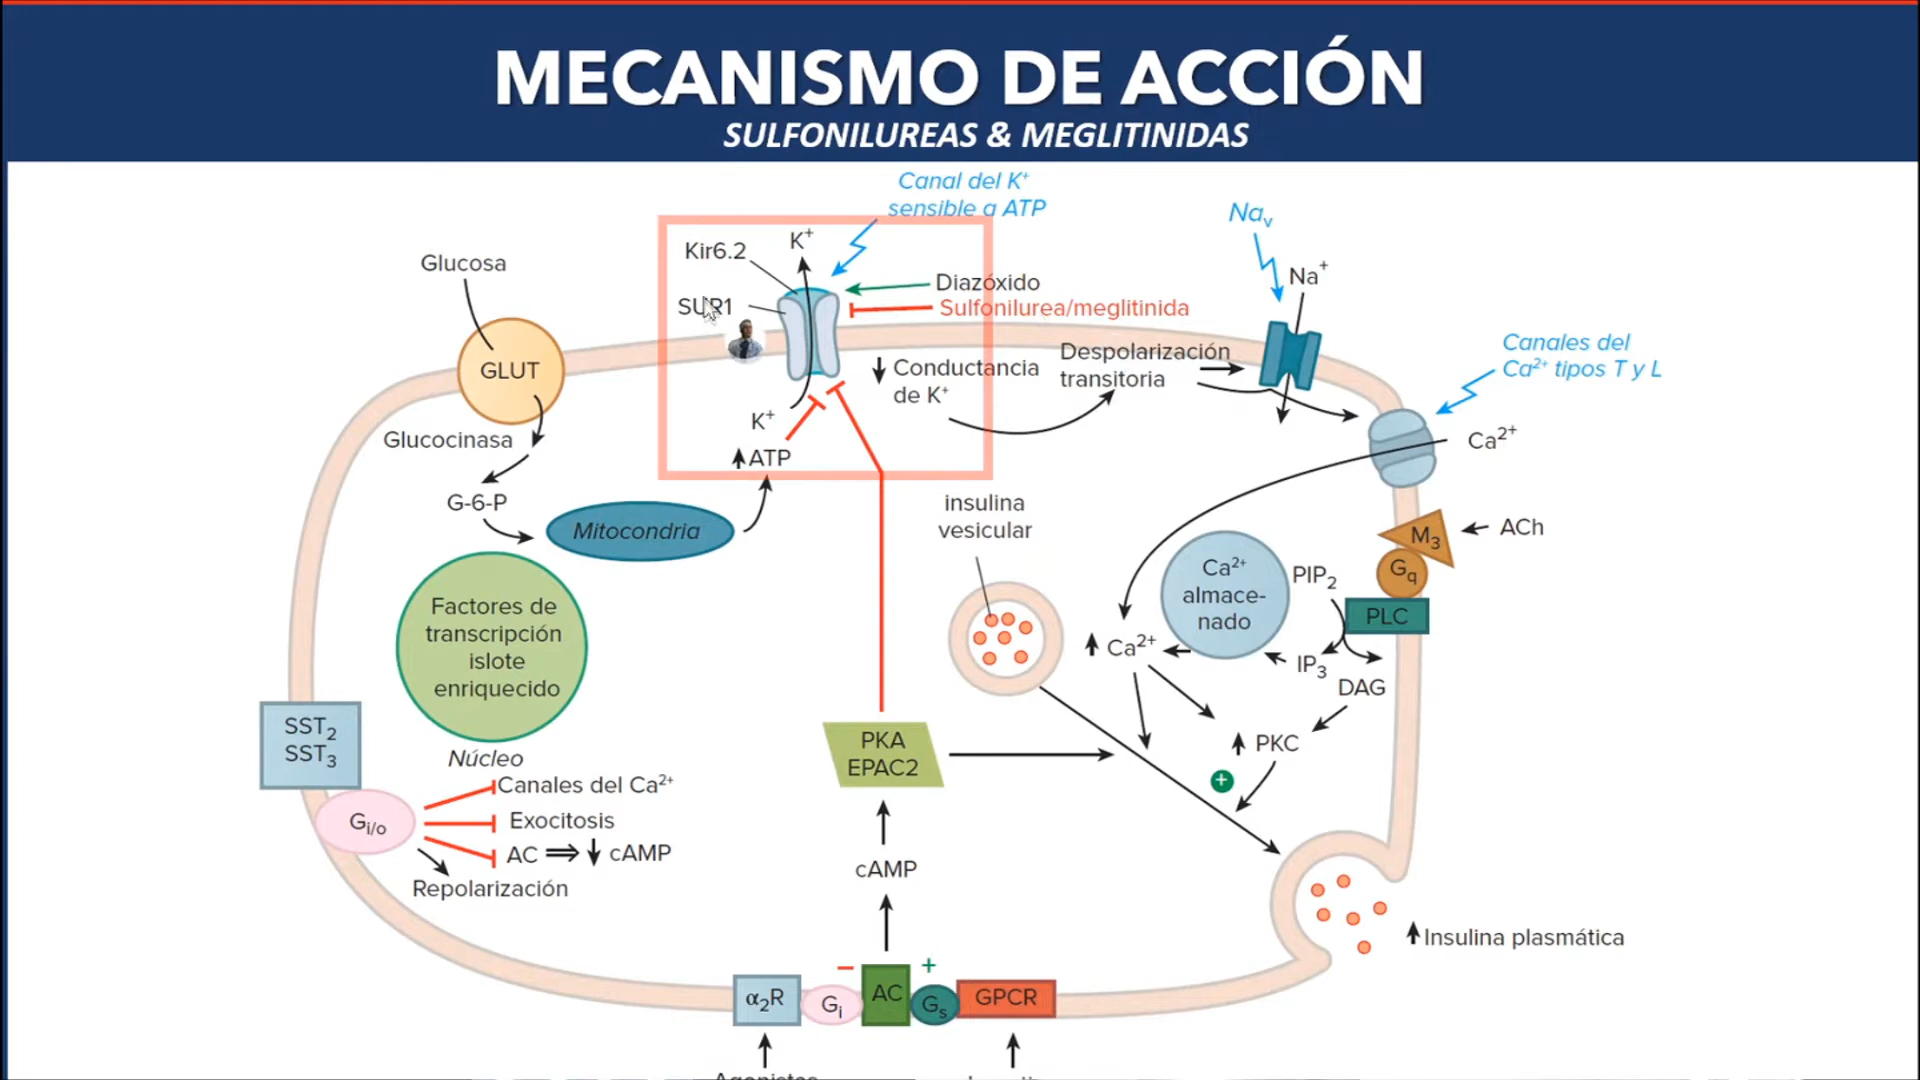 MECANISMO DE ACCIÓN
SULFONILUREAS & MEGLITINIDAS
Canal del K⁺
sensible a ATP
Naᵥ
Kir6.2
K⁺
Glucosa
Na⁺
Diazóxido
SUR1
Sulfonilurea/meglitinida
Canales del
Ca²⁺ tipos T y L
GLUT
Conductancia
de K⁺
Despolarización
transitoria
K⁺
Glucocinasa
Ca²⁺
ATP
G-6-P
insulina
vesicular
Mitocondria
M₃
ACh
Ca²⁺
almace-
nado
PIP₂
Gq
PLC
Factores de
transcripción
islote
enriquecido
Ca²⁺
IP₃
DAG
SST₂
SST₃
Núcleo
PKA
EPAC2
PKC
+
Canales del Ca²⁺
Gi/o
Exocitosis
AC ⇒ ↓ cAMP
Repolarización
cAMP
Insulina plasmática
− +
α₂R
Gi
AC
Gs
GPCR
Agonistas